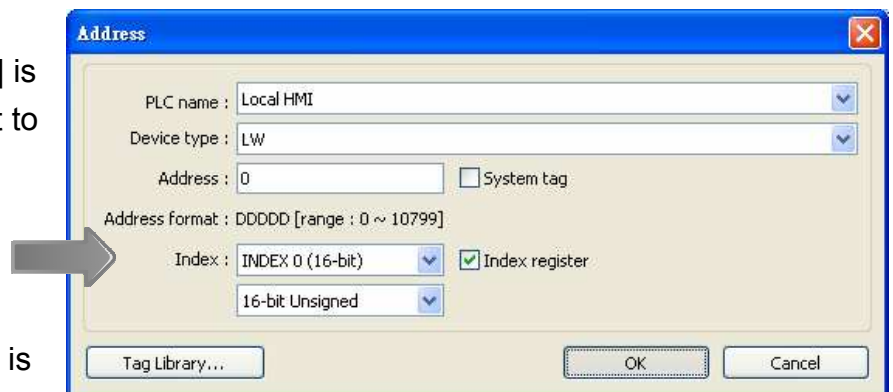 Address
] is
PLC name : Local HMI
t to
Device type : LW
Address : 0 System tag
Address format : DDDDD [range : 0 ~ 10799]
Index : INDEX 0 (16-bit) Index register
16-bit Unsigned
is
Tag Library... OK Cancel